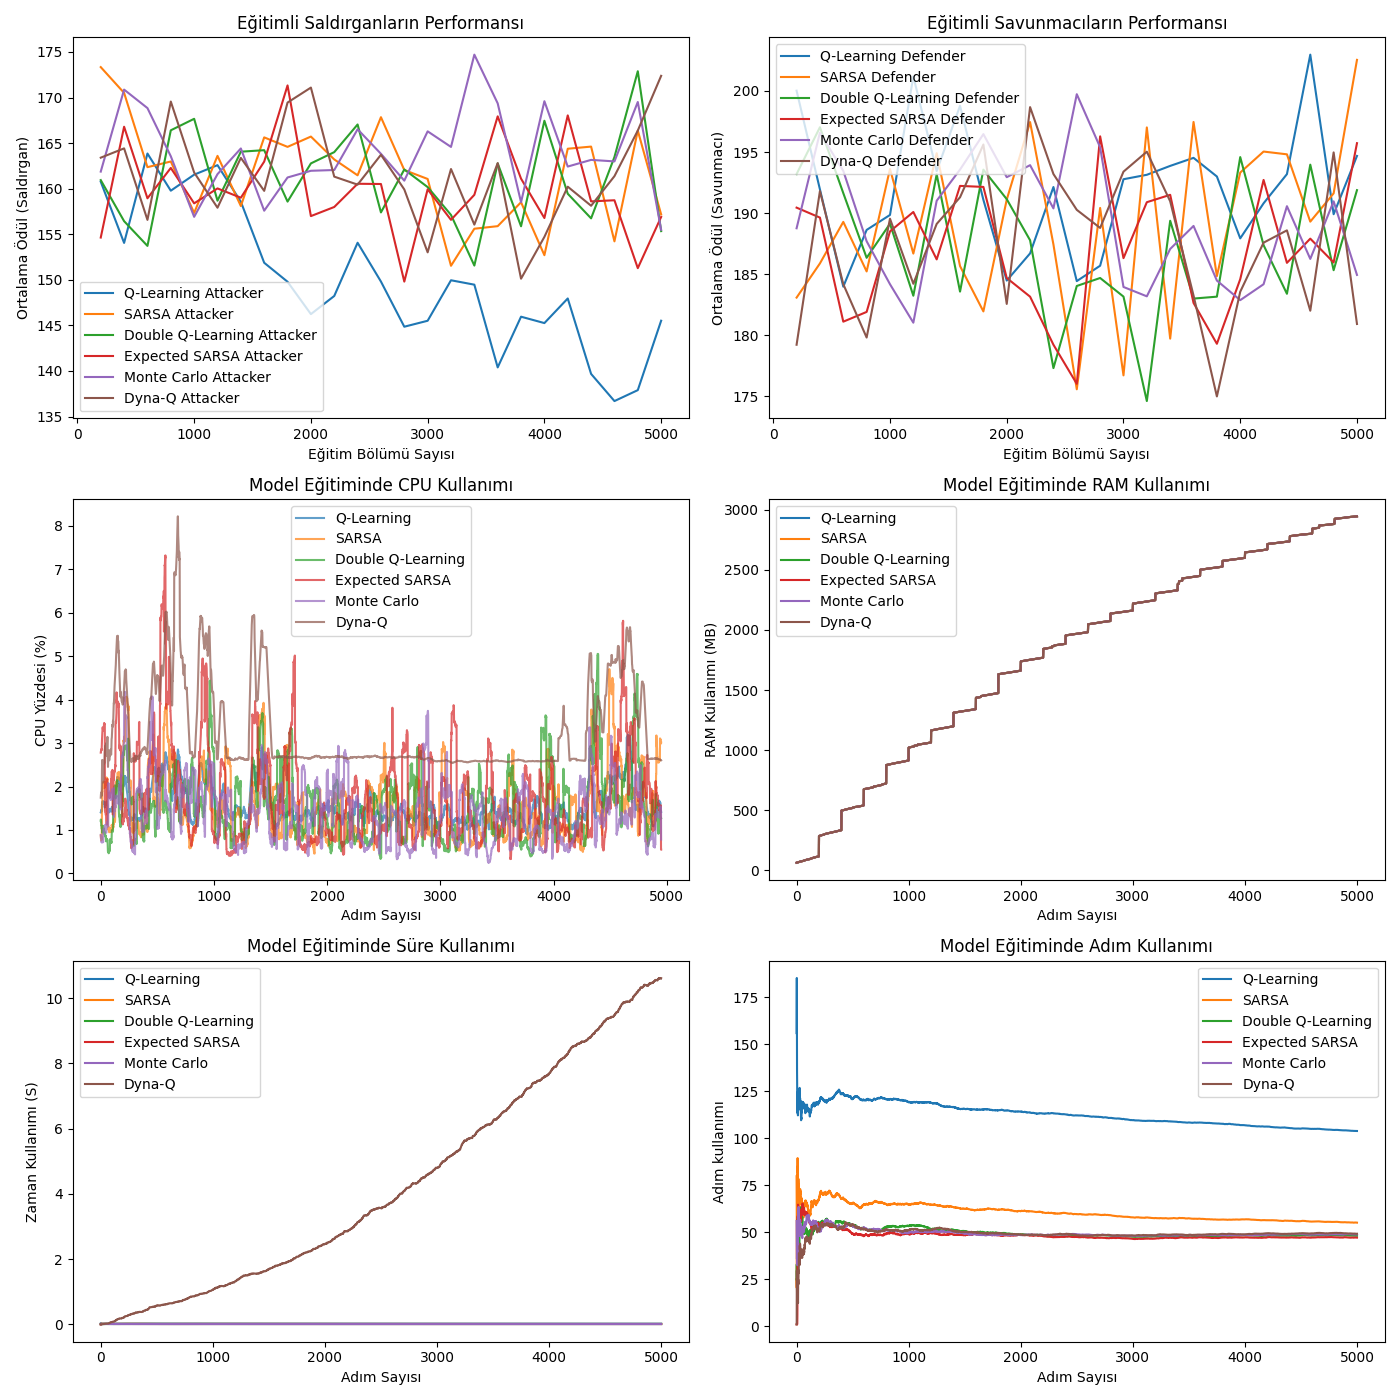 Eğitimli Saldırganların Performansı
Ortalama Ödül (Saldırgan)
175
170
165
160
155
150
145
140
135
Q-Learning Attacker
SARSA Attacker
Double Q-Learning Attacker
Expected SARSA Attacker
Monte Carlo Attacker
Dyna-Q Attacker
0 1000 2000 3000 4000 5000
Eğitim Bölümü Sayısı
Eğitimli Savunmacıların Performansı
Ortalama Ödül (Savunmacı)
200
195
190
185
180
175
Q-Learning Defender
SARSA Defender
Double Q-Learning Defender
Expected SARSA Defender
Monte Carlo Defender
Dyna-Q Defender
0 1000 2000 3000 4000 5000
Eğitim Bölümü Sayısı
Model Eğitiminde CPU Kullanımı
CPU Yüzdesi (%)
8
7
6
5
4
3
2
1
0
Q-Learning
SARSA
Double Q-Learning
Expected SARSA
Monte Carlo
Dyna-Q
0 1000 2000 3000 4000 5000
Adım Sayısı
Model Eğitiminde RAM Kullanımı
RAM Kullanımı (MB)
3000
2500
2000
1500
1000
500
0
Q-Learning
SARSA
Double Q-Learning
Expected SARSA
Monte Carlo
Dyna-Q
0 1000 2000 3000 4000 5000
Adım Sayısı
Model Eğitiminde Süre Kullanımı
Zaman Kullanımı (S)
10
8
6
4
2
0
Q-Learning
SARSA
Double Q-Learning
Expected SARSA
Monte Carlo
Dyna-Q
0 1000 2000 3000 4000 5000
Adım Sayısı
Model Eğitiminde Adım Kullanımı
Adım kullanımı
175
150
125
100
75
50
25
0
Q-Learning
SARSA
Double Q-Learning
Expected SARSA
Monte Carlo
Dyna-Q
0 1000 2000 3000 4000 5000
Adım Sayısı